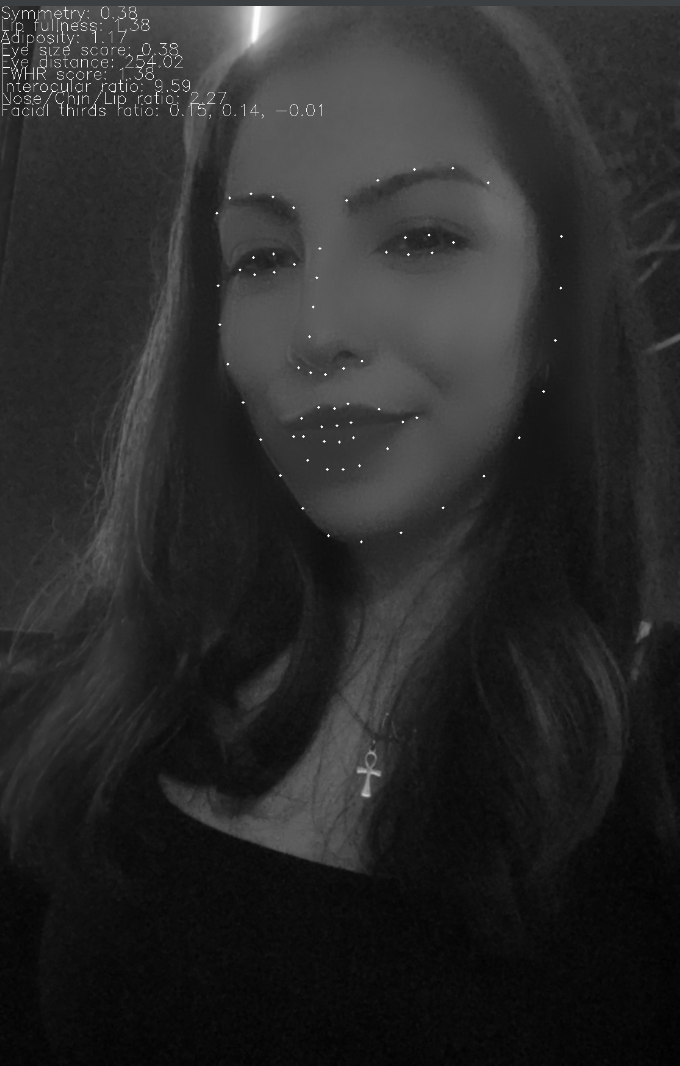 Symmetry: 0.38
Lip fullness: 1.38
Adiposity: 1.17
Eye size score: 0.38
Eye distance: 254.02
FWHR score: 1.38
Interocular ratio: 9.59
Nose/Chin/Lip ratio: 2.27
Facial thirds ratio: 0.15, 0.14, -0.01